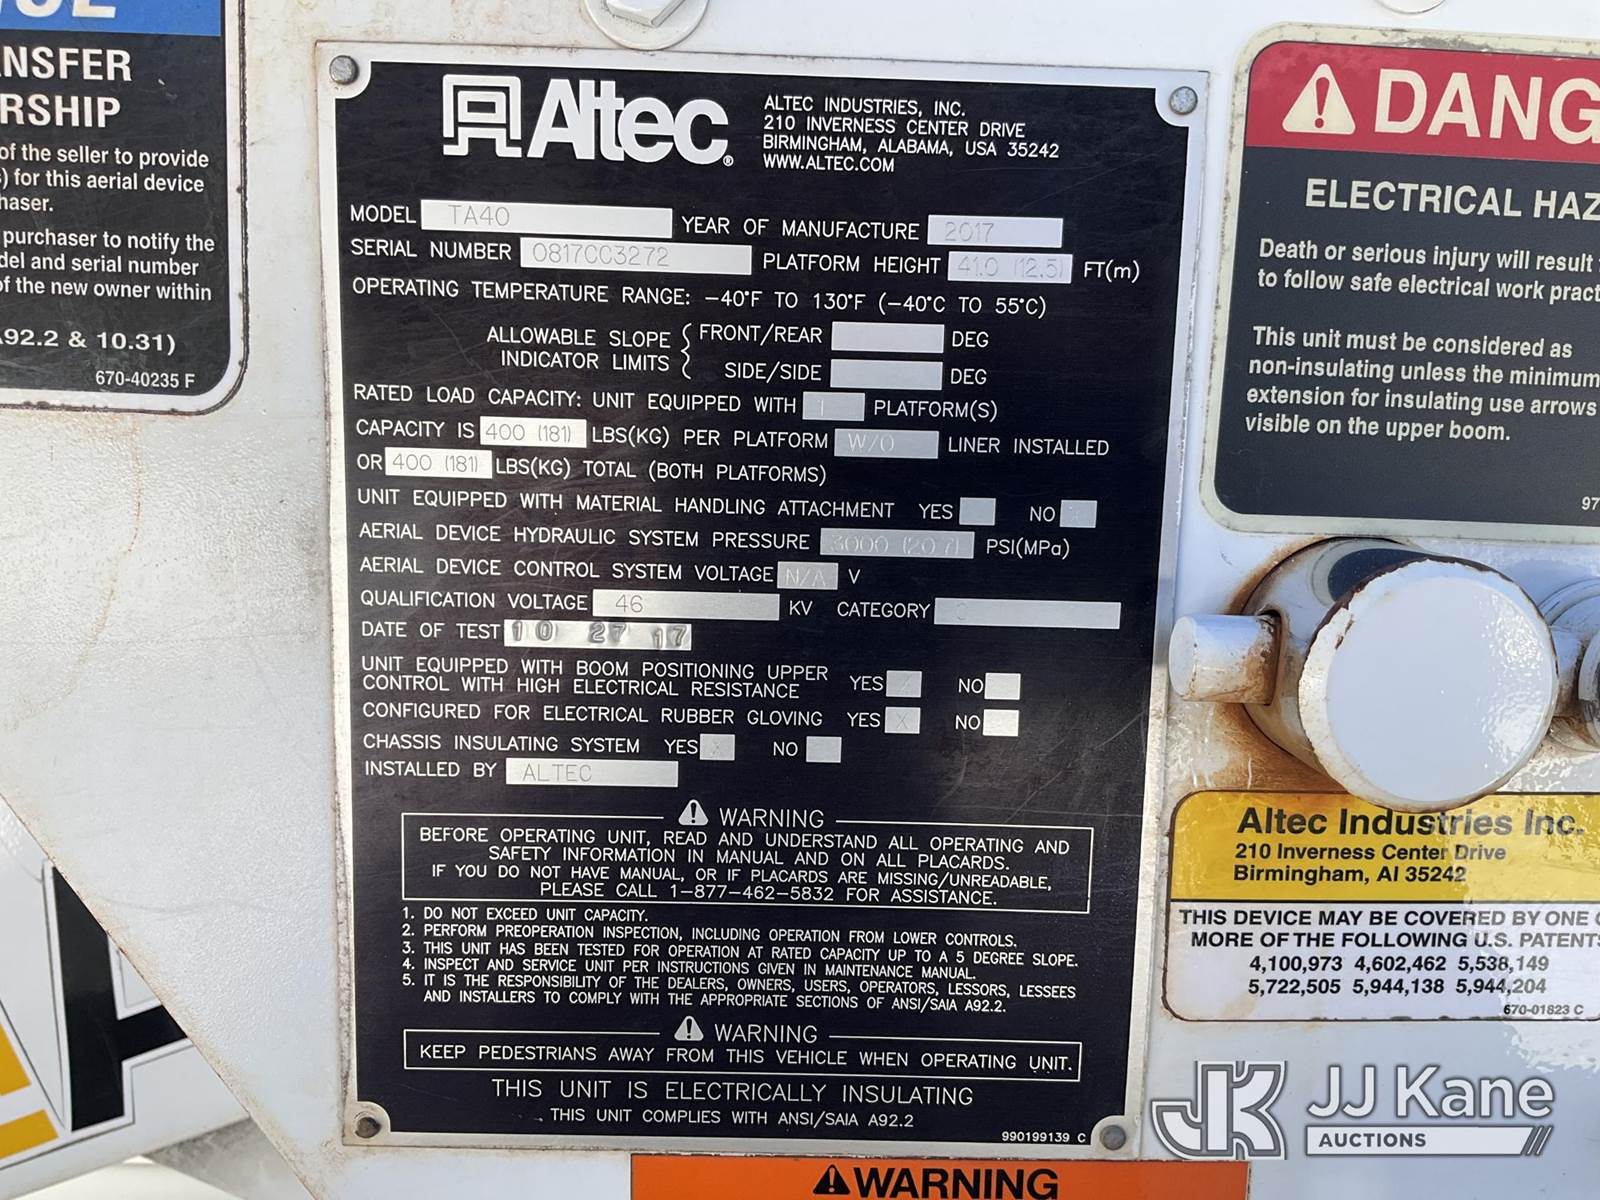 NSFER
RSHIP
of the seller to provide
) for this aerial device
haser.
purchaser to notify the
del and serial number
of the new owner within
A92.2 & 10.31)
670-40235 F
Altec®
ALTEC INDUSTRIES, INC.
210 INVERNESS CENTER DRIVE
BIRMINGHAM, ALABAMA, USA 35242
WWW.ALTEC.COM
MODEL TA40 YEAR OF MANUFACTURE 2017
SERIAL NUMBER 0817CC3272 PLATFORM HEIGHT 41.0 (12.5) FT(m)
OPERATING TEMPERATURE RANGE: -40°F TO 130°F (-40°C TO 55°C)
ALLOWABLE SLOPE INDICATOR LIMITS { FRONT/REAR DEG
SIDE/SIDE DEG
RATED LOAD CAPACITY: UNIT EQUIPPED WITH 1 PLATFORM(S)
CAPACITY IS 400 (181) LBS(KG) PER PLATFORM W/O LINER INSTALLED
OR 400 (181) LBS(KG) TOTAL (BOTH PLATFORMS)
UNIT EQUIPPED WITH MATERIAL HANDLING ATTACHMENT YES NO
AERIAL DEVICE HYDRAULIC SYSTEM PRESSURE 3000 (20.7) PSI(MPa)
AERIAL DEVICE CONTROL SYSTEM VOLTAGE N/A V
QUALIFICATION VOLTAGE 46 KV CATEGORY C
DATE OF TEST 10 27 17
UNIT EQUIPPED WITH BOOM POSITIONING UPPER
CONTROL WITH HIGH ELECTRICAL RESISTANCE YES NO
CONFIGURED FOR ELECTRICAL RUBBER GLOVING YES X NO
CHASSIS INSULATING SYSTEM YES X NO
INSTALLED BY ALTEC
WARNING
BEFORE OPERATING UNIT, READ AND UNDERSTAND ALL OPERATING AND
SAFETY INFORMATION IN MANUAL AND ON ALL PLACARDS.
IF YOU DO NOT HAVE MANUAL, OR IF PLACARDS ARE MISSING/UNREADABLE,
PLEASE CALL 1-877-462-5832 FOR ASSISTANCE.
1. DO NOT EXCEED UNIT CAPACITY.
2. PERFORM PREOPERATION INSPECTION, INCLUDING OPERATION FROM LOWER CONTROLS.
3. THIS UNIT HAS BEEN TESTED FOR OPERATION AT RATED CAPACITY UP TO A 5 DEGREE SLOPE.
4. INSPECT AND SERVICE UNIT PER INSTRUCTIONS GIVEN IN MAINTENANCE MANUAL.
5. IT IS THE RESPONSIBILITY OF THE DEALERS, OWNERS, USERS, OPERATORS, LESSORS, LESSEES
AND INSTALLERS TO COMPLY WITH THE APPROPRIATE SECTIONS OF ANSI/SAIA A92.2.
WARNING
KEEP PEDESTRIANS AWAY FROM THIS VEHICLE WHEN OPERATING UNIT.
THIS UNIT IS ELECTRICALLY INSULATING
THIS UNIT COMPLIES WITH ANSI/SAIA A92.2
990199139 C
WARNING
DANG
ELECTRICAL HAZ
Death or serious injury will result
to follow safe electrical work pract
This unit must be considered as
non-insulating unless the minimum
extension for insulating use arrows
visible on the upper boom.
97
Altec Industries Inc.
210 Inverness Center Drive
Birmingham, Al 35242
THIS DEVICE MAY BE COVERED BY ONE O
MORE OF THE FOLLOWING U.S. PATENTS
4,100,973 4,602,462 5,538,149
5,722,505 5,944,138 5,944,204
670-01823 C
JK JJ Kane
AUCTIONS